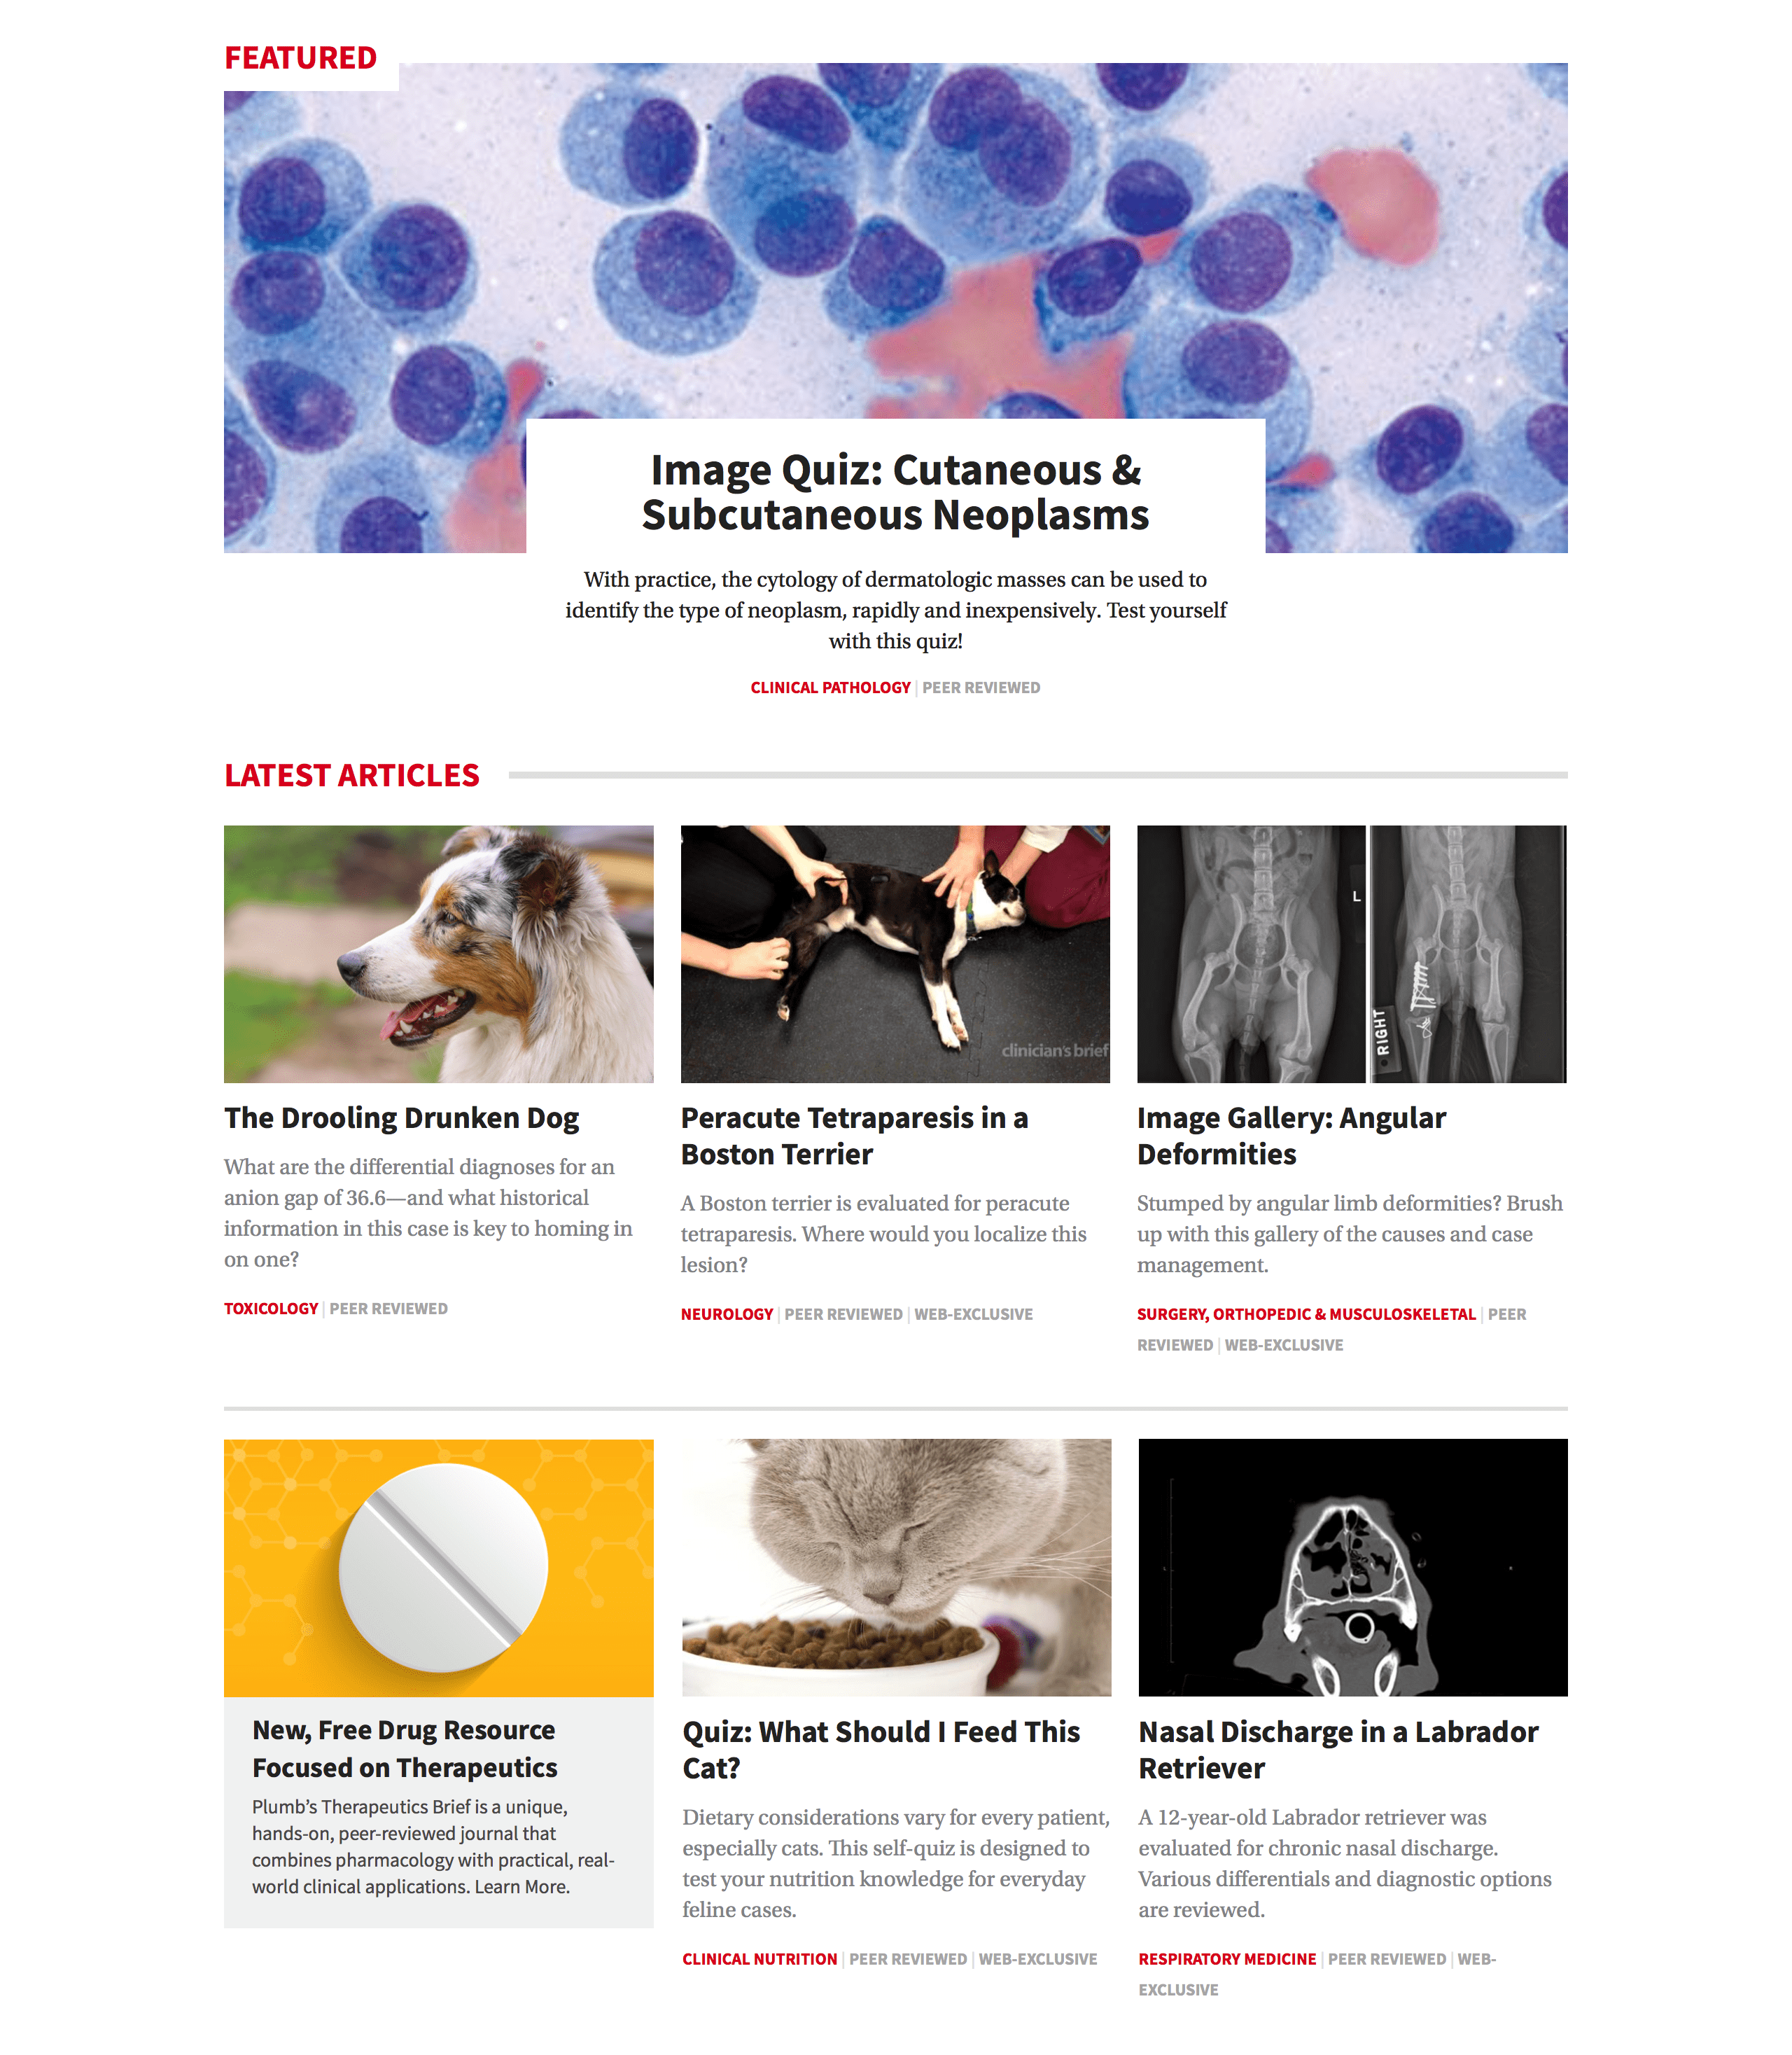 FEATURED
Image Quiz: Cutaneous &
Subcutaneous Neoplasms
With practice, the cytology of dermatologic masses can be used to
identify the type of neoplasm, rapidly and inexpensively. Test yourself
with this quiz!
CLINICAL PATHOLOGY | PEER REVIEWED
LATEST ARTICLES
clinician's brief
L
RIGHT
The Drooling Drunken Dog
What are the differential diagnoses for an
anion gap of 36.6—and what historical
information in this case is key to homing in
on one?
TOXICOLOGY | PEER REVIEWED
Peracute Tetraparesis in a
Boston Terrier
A Boston terrier is evaluated for peracute
tetraparesis. Where would you localize this
lesion?
NEUROLOGY | PEER REVIEWED | WEB-EXCLUSIVE
Image Gallery: Angular
Deformities
Stumped by angular limb deformities? Brush
up with this gallery of the causes and case
management.
SURGERY, ORTHOPEDIC & MUSCULOSKELETAL | PEER
REVIEWED | WEB-EXCLUSIVE
New, Free Drug Resource
Focused on Therapeutics
Plumb's Therapeutics Brief is a unique,
hands-on, peer-reviewed journal that
combines pharmacology with practical, real-
world clinical applications. Learn More.
Quiz: What Should I Feed This
Cat?
Dietary considerations vary for every patient,
especially cats. This self-quiz is designed to
test your nutrition knowledge for everyday
feline cases.
CLINICAL NUTRITION | PEER REVIEWED | WEB-EXCLUSIVE
Nasal Discharge in a Labrador
Retriever
A 12-year-old Labrador retriever was
evaluated for chronic nasal discharge.
Various differentials and diagnostic options
are reviewed.
RESPIRATORY MEDICINE | PEER REVIEWED | WEB-
EXCLUSIVE